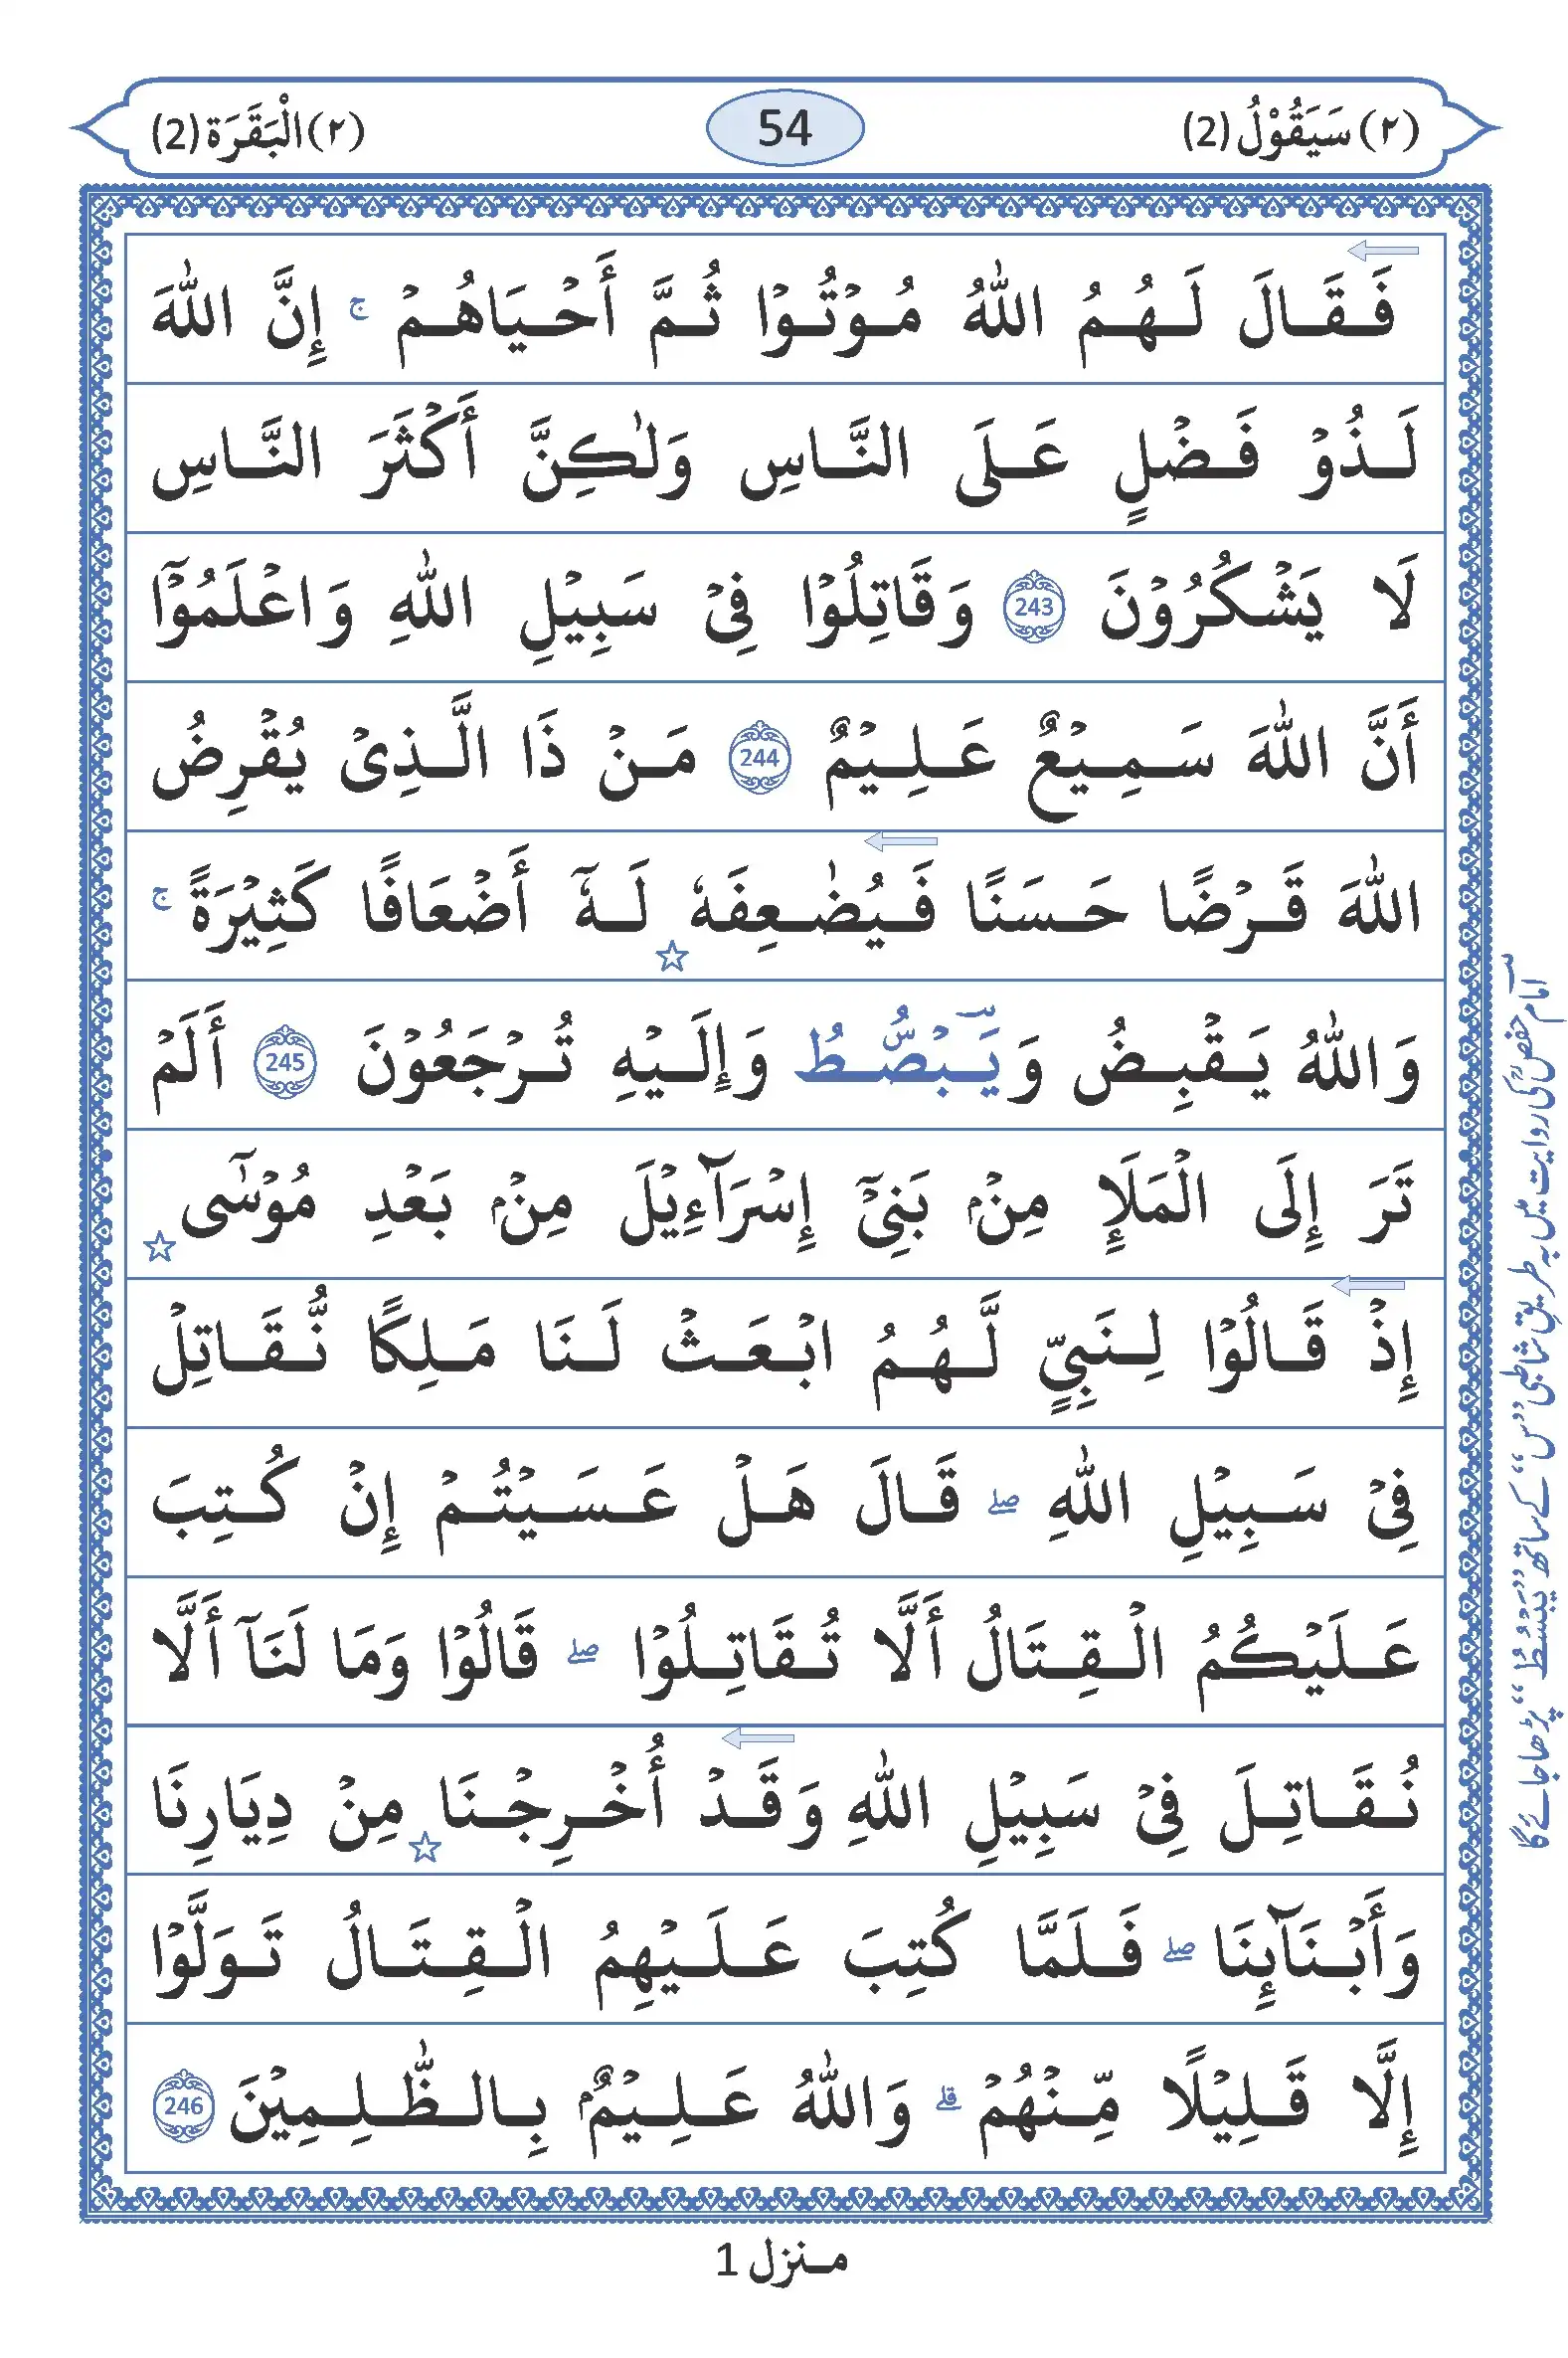 (٢) سَيَقُوْلُ (2)
54
(٢) الْبَقَرَة (2)
فَقَالَ لَهُمُ اللّٰهُ مُوْتُوْا ثُمَّ أَحْيَاهُمْ ۚ إِنَّ اللّٰهَ
لَذُوْ فَضْلٍ عَلَى النَّاسِ وَلٰكِنَّ أَكْثَرَ النَّاسِ
لَا يَشْكُرُوْنَ 243 وَقَاتِلُوْا فِىْ سَبِيْلِ اللّٰهِ وَاعْلَمُوْٓا
أَنَّ اللّٰهَ سَمِيْعٌ عَلِيْمٌ 244 مَنْ ذَا الَّذِىْ يُقْرِضُ
اللّٰهَ قَرْضًا حَسَنًا فَيُضٰعِفَهٗ ☆ لَهٗٓ أَضْعَافًا كَثِيْرَةً ۚ
وَاللّٰهُ يَقْبِضُ وَيَبْصُۜطُ وَإِلَيْهِ تُرْجَعُوْنَ 245 أَلَمْ
تَرَ إِلَى الْمَلَإِ مِنْۢ بَنِىْٓ إِسْرَآءِيْلَ مِنْۢ بَعْدِ مُوْسٰٓى ☆
إِذْ قَالُوْا لِنَبِيٍّ لَّهُمُ ابْعَثْ لَنَا مَلِكًا نُّقَاتِلْ
فِىْ سَبِيْلِ اللّٰهِ ۖ قَالَ هَلْ عَسَيْتُمْ إِنْ كُتِبَ
عَلَيْكُمُ الْقِتَالُ أَلَّا تُقَاتِلُوْا ۖ قَالُوْا وَمَا لَنَآ أَلَّا
نُقَاتِلَ فِىْ سَبِيْلِ اللّٰهِ وَقَدْ أُخْرِجْنَا ☆ مِنْ دِيَارِنَا
وَأَبْنَآئِنَا ۖ فَلَمَّا كُتِبَ عَلَيْهِمُ الْقِتَالُ تَوَلَّوْا
إِلَّا قَلِيْلًا مِّنْهُمْ ۗ وَاللّٰهُ عَلِيْمٌۢ بِالظّٰلِمِيْنَ 246
امام حفصؒ کی روایت میں بہ طریقِ شاطبی ’’س‘‘ کے ساتھ ’’یَبْسُطُ‘‘ پڑھا جائے گا
منزل 1